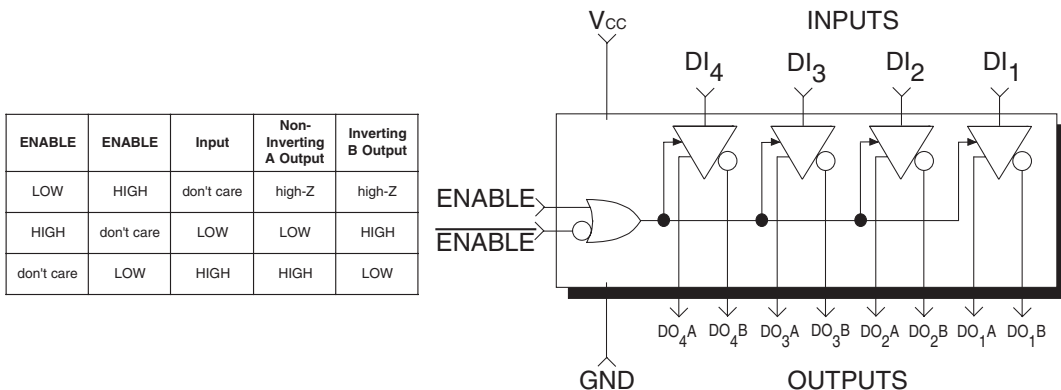 ENABLE ENABLE Input Non-Inverting A Output Inverting B Output
LOW HIGH don't care high-Z high-Z
HIGH don't care LOW LOW HIGH
don't care LOW HIGH HIGH LOW
VCC INPUTS
DI4 DI3 DI2 DI1
ENABLE
ENABLE
DO4A DO4B DO3A DO3B DO2A DO2B DO1A DO1B
GND OUTPUTS